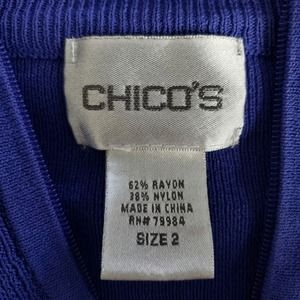 CHICO'S
62% RAYON
38% NYLON
MADE IN CHINA
RN# 79984
SIZE 2